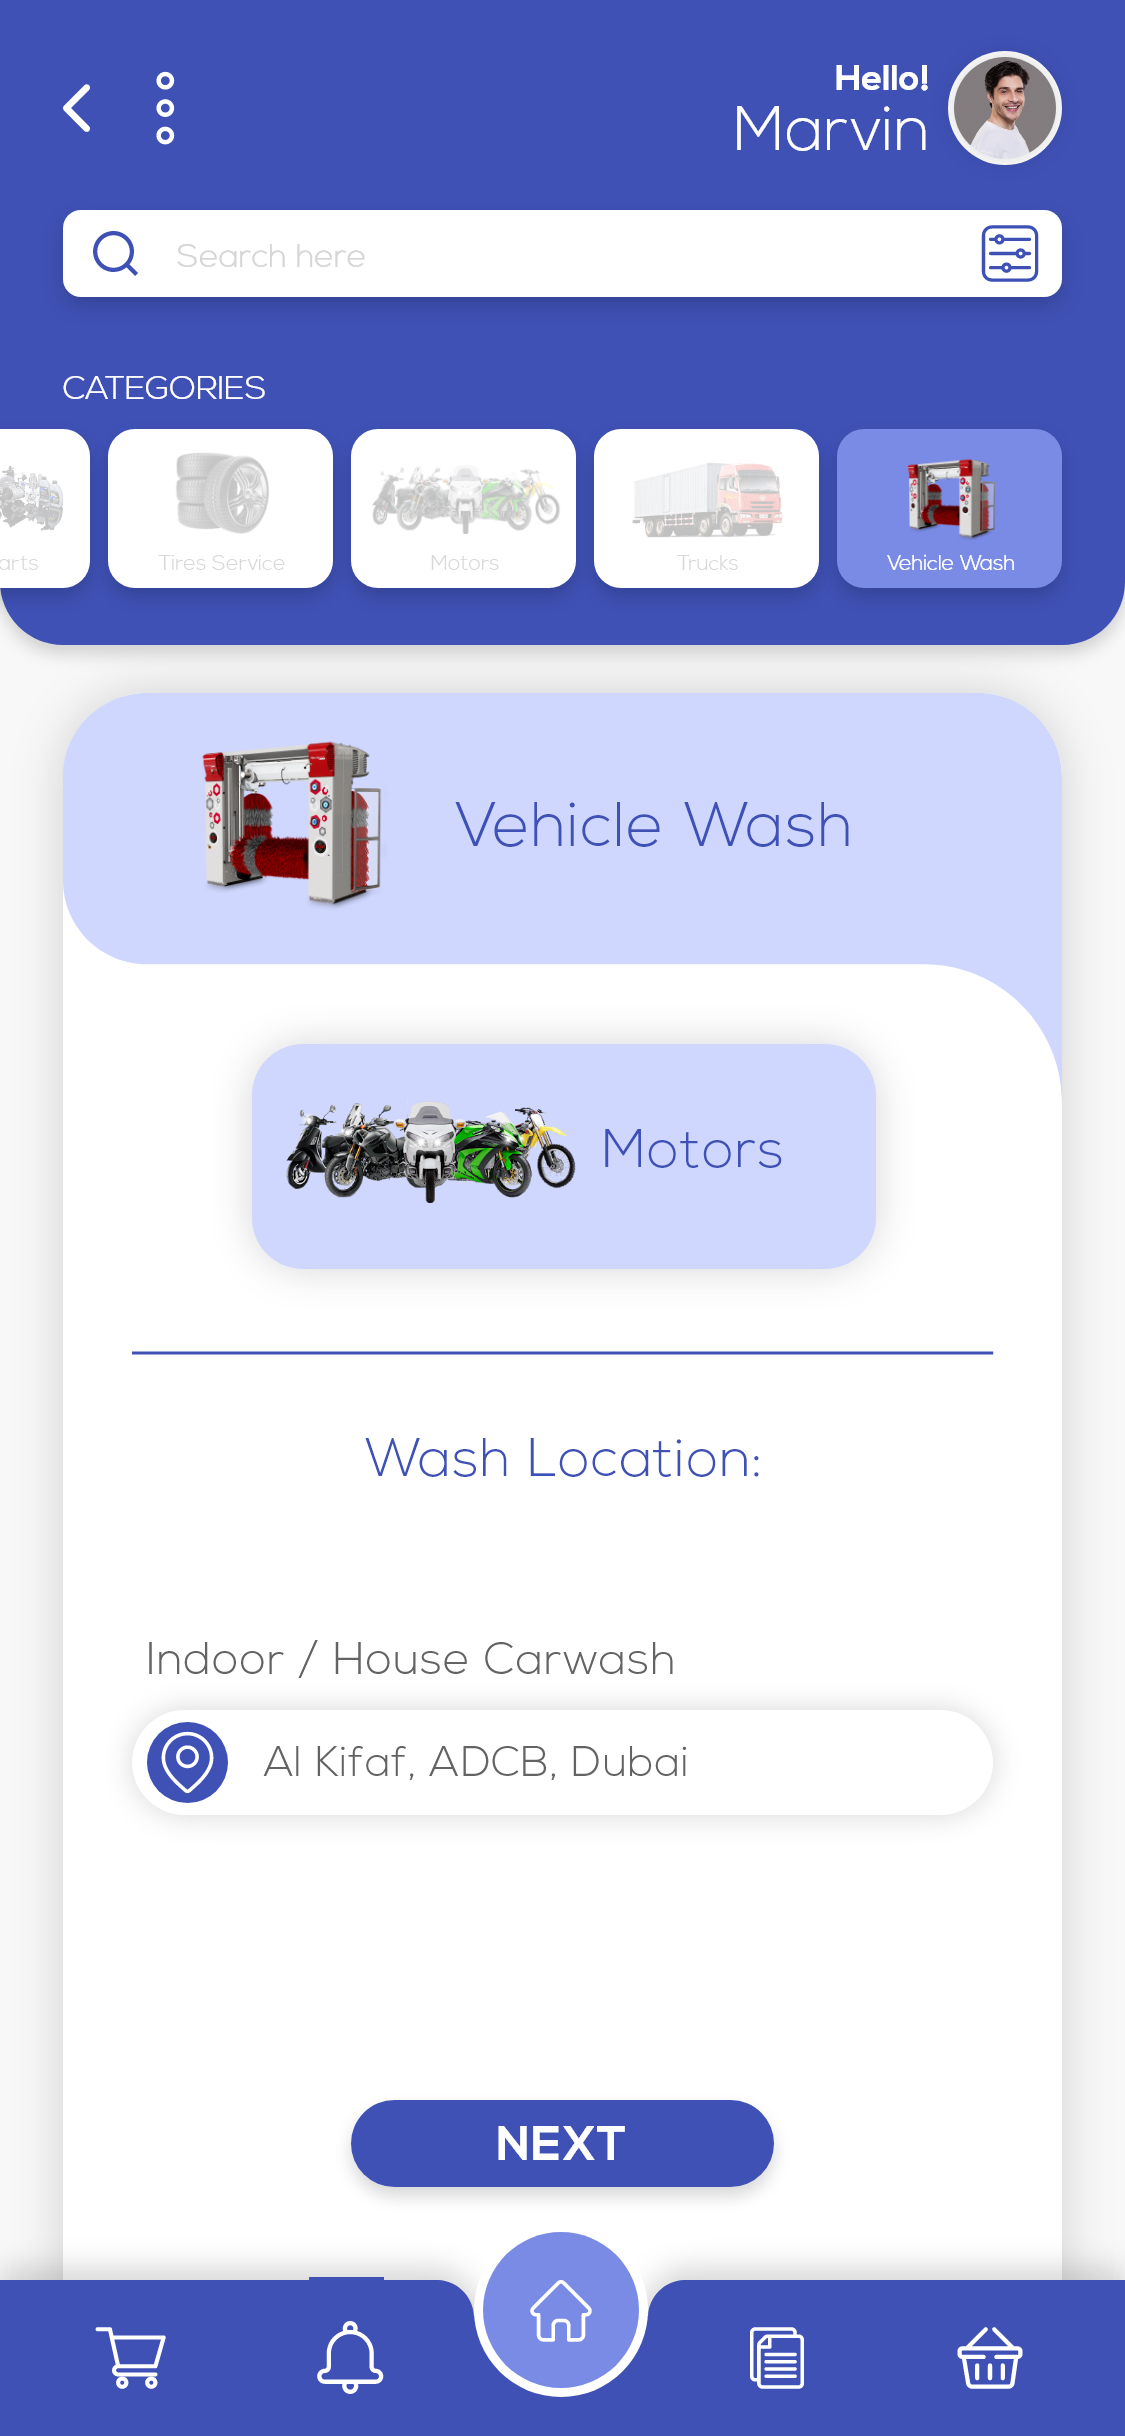 Hello!
Marvin
Search here
CATEGORIES
arts
Tires Service
Motors
Trucks
Vehicle Wash
Vehicle Wash
Motors
Wash Location:
Indoor / House Carwash
Al Kifaf, ADCB, Dubai
NEXT